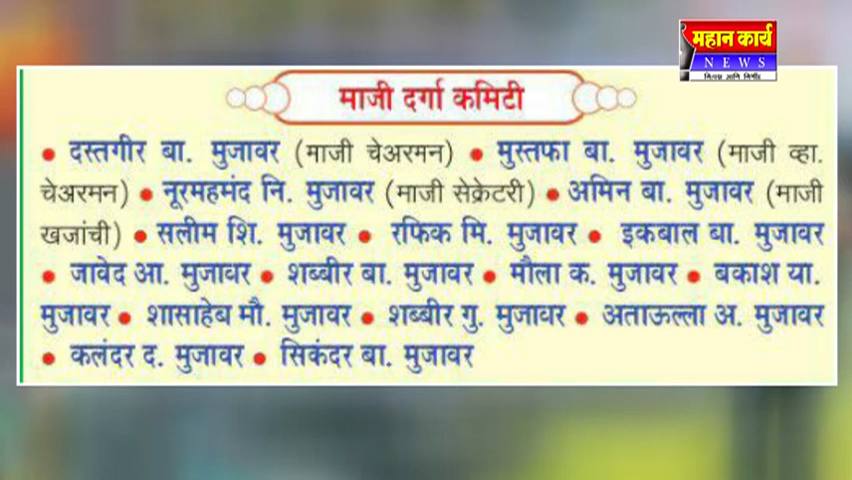 महान कार्य
NEWS
माजी दर्गा कमिटी
• दस्तगीर बा. मुजावर (माजी चेअरमन) • मुस्तफा बा. मुजावर (माजी व्हा.
चेअरमन) • नूरमहमंद नि. मुजावर (माजी सेक्रेटरी) • अमिन बा. मुजावर (माजी
खजांची) • सलीम शि. मुजावर • रफिक मि. मुजावर • इकबाल बा. मुजावर
• जावेद आ. मुजावर • शब्बीर बा. मुजावर • मौला क. मुजावर • बकाश या.
मुजावर • शासाहेब मौ. मुजावर • शब्बीर गु. मुजावर • अताऊल्ला अ. मुजावर
• कलंदर द. मुजावर • सिकंदर बा. मुजावर